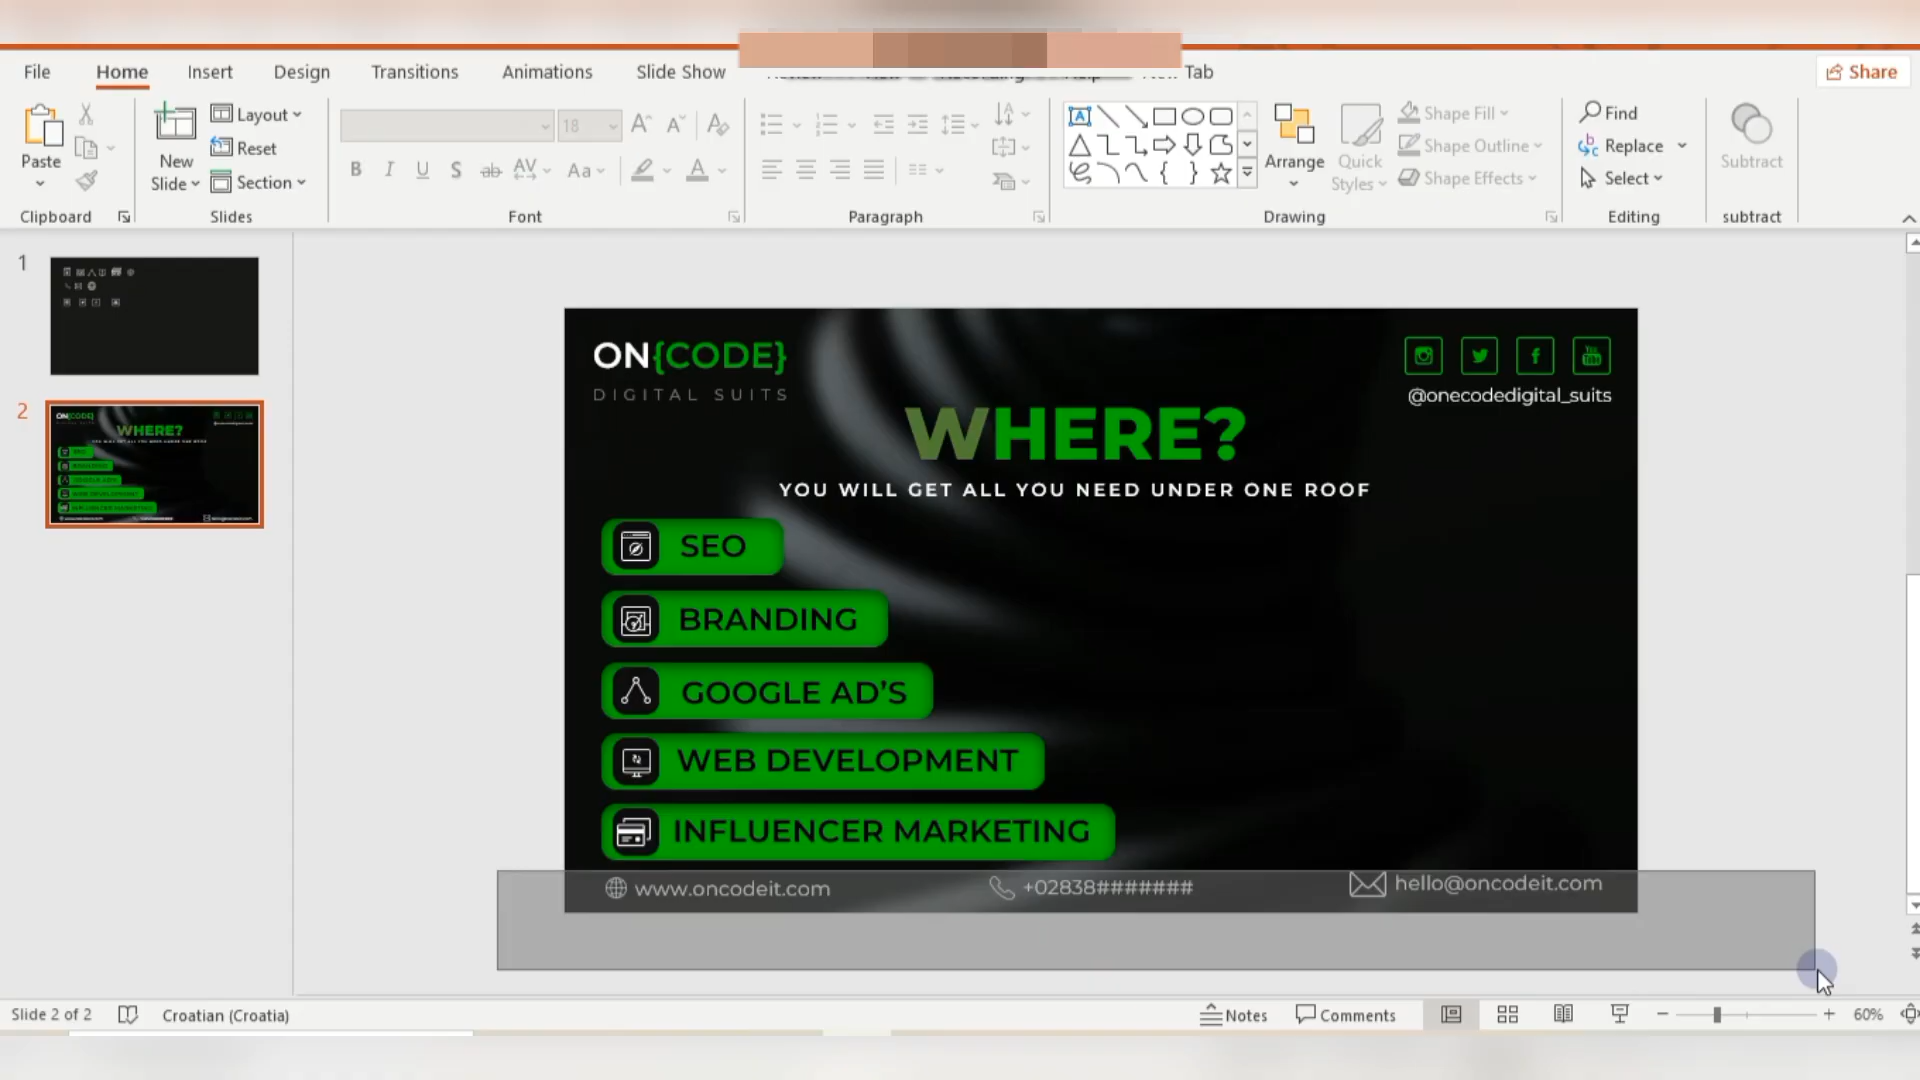 File Home Insert Design Transitions Animations Slide Show Tab
Share
Paste
New Slide
Layout
Reset
Section
18
Aa
Arrange
Quick Styles
Shape Fill
Shape Outline
Shape Effects
Find
Replace
Select
Subtract
Clipboard Slides Font Paragraph Drawing Editing subtract
1
2
ON{CODE}
DIGITAL SUITS
@onecodedigital_suits
WHERE?
YOU WILL GET ALL YOU NEED UNDER ONE ROOF
SEO
BRANDING
GOOGLE AD'S
WEB DEVELOPMENT
INFLUENCER MARKETING
www.oncodeit.com
+02838#######
hello@oncodeit.com
Slide 2 of 2 Croatian (Croatia) Notes Comments 60%